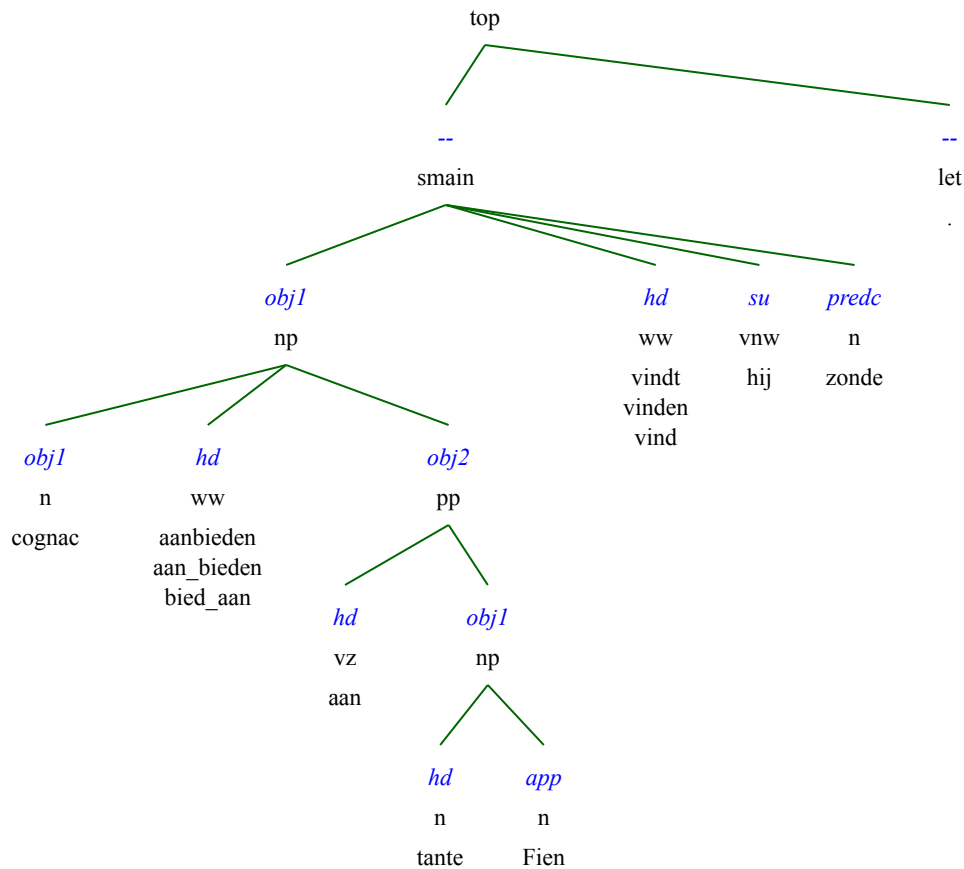 top
-- --
smain let
.
obj1 hd su predc
np ww vnw n
vindt hij zonde
vinden
vind
obj1 hd obj2
n ww pp
cognac aanbieden
aan_bieden
bied_aan
hd obj1
vz np
aan
hd app
n n
tante Fien